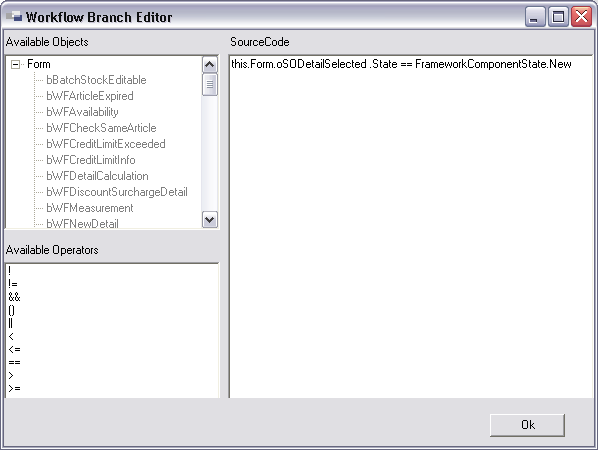 Workflow Branch Editor
Available Objects
Form
bBatchStockEditable
bWFArticleExpired
bWFAvailability
bWFCheckSameArticle
bWFCreditLimitExceeded
bWFCreditLimitInfo
bWFDetailCalculation
bWFDiscountSurchargeDetail
bWFMeasurement
bWFNewDetail
Available Operators
!
!=
&&
()
||
<
<=
==
>
>=
SourceCode
this.Form.oSODetailSelected .State == FrameworkComponentState.New
Ok